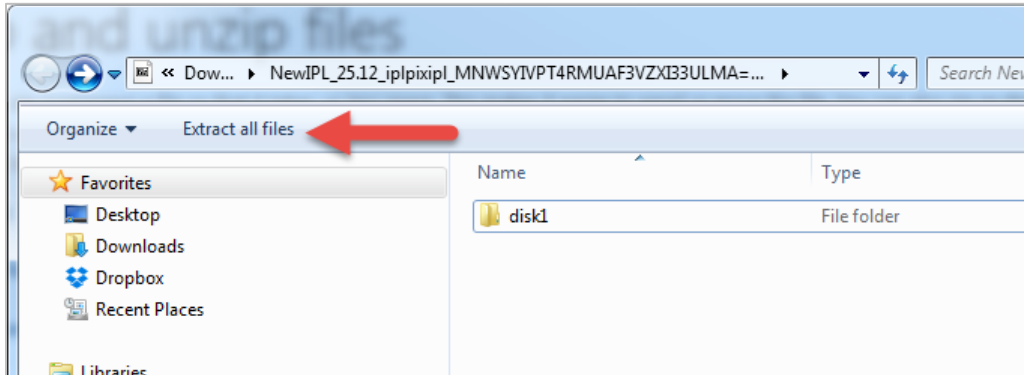 and unzip files
« Dow... ▸ NewIPL_25.12_iplpixipl_MNWSYIVPT4RMUAF3VZXI33ULMA=... ▸ Search New
Organize ▾ Extract all files
Name Type
Favorites
Desktop
Downloads
Dropbox
Recent Places
disk1 File folder
Libraries